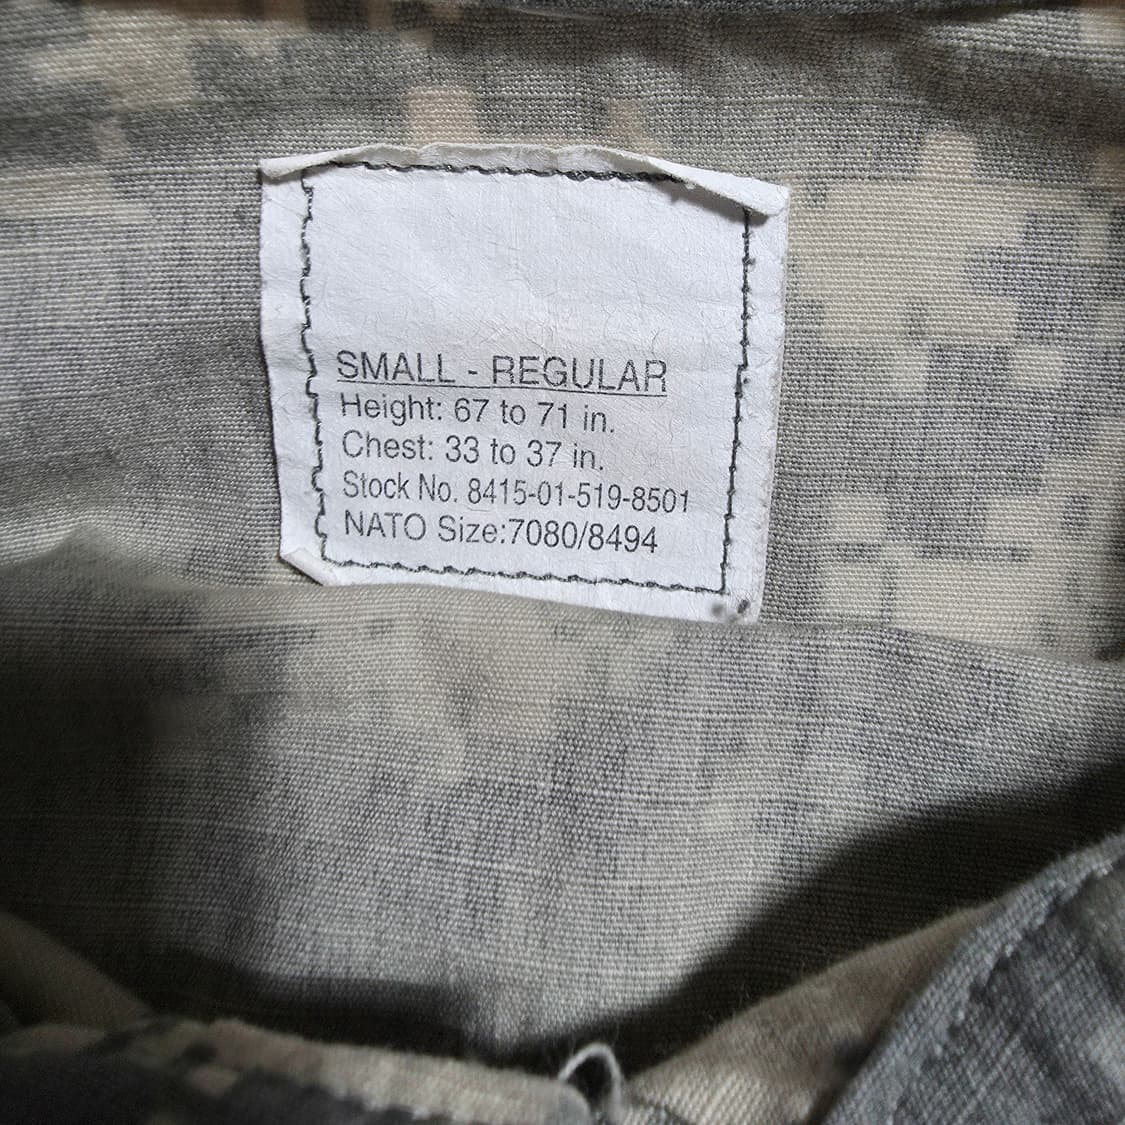 SMALL - REGULAR
Height: 67 to 71 in.
Chest: 33 to 37 in.
Stock No. 8415-01-519-8501
NATO Size:7080/8494